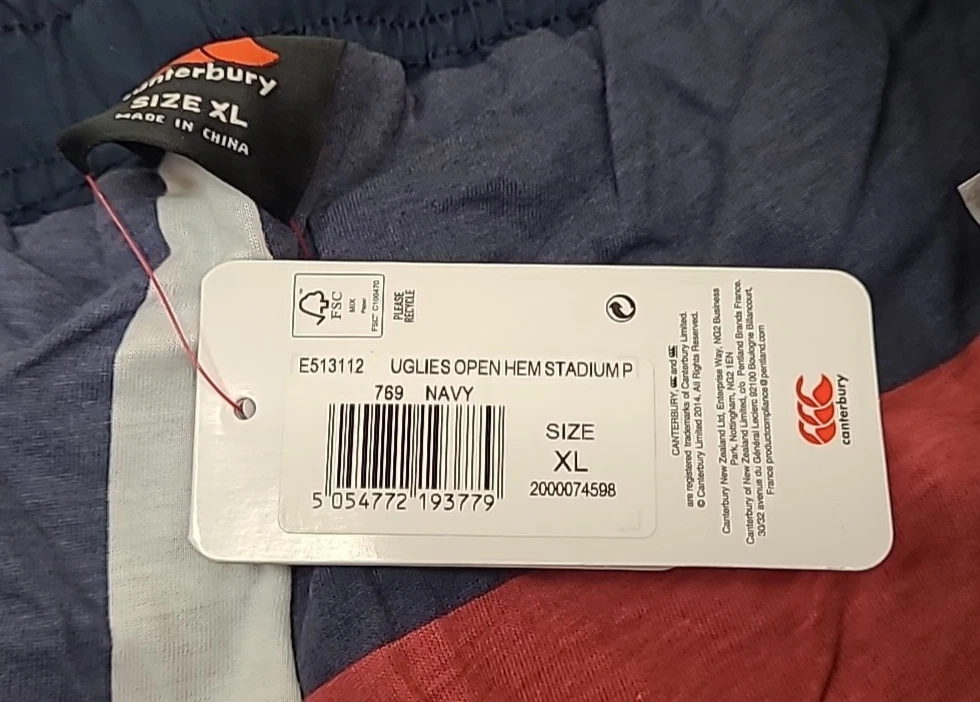 canterbury
SIZE XL
MADE IN CHINA
FSC
MIX
Paper
FSC™ C100470
PLEASE
RECYCLE
E513112 UGLIES OPEN HEM STADIUM P
769 NAVY
SIZE
XL
5 054772 193779
2000074598
CANTERBURY, and
are registered trademarks of Canterbury Limited.
© Canterbury Limited 2014. All Rights Reserved.
Canterbury New Zealand Ltd, Enterprise Way, NG2 Business
Park, Nottingham, NG2 1EN
Canterbury of New Zealand Limited, c/o Pentland Brands France.
30/32 avenue du Général Leclerc 92100 Boulogne Billancourt,
France productcompliance@pentland.com
canterbury